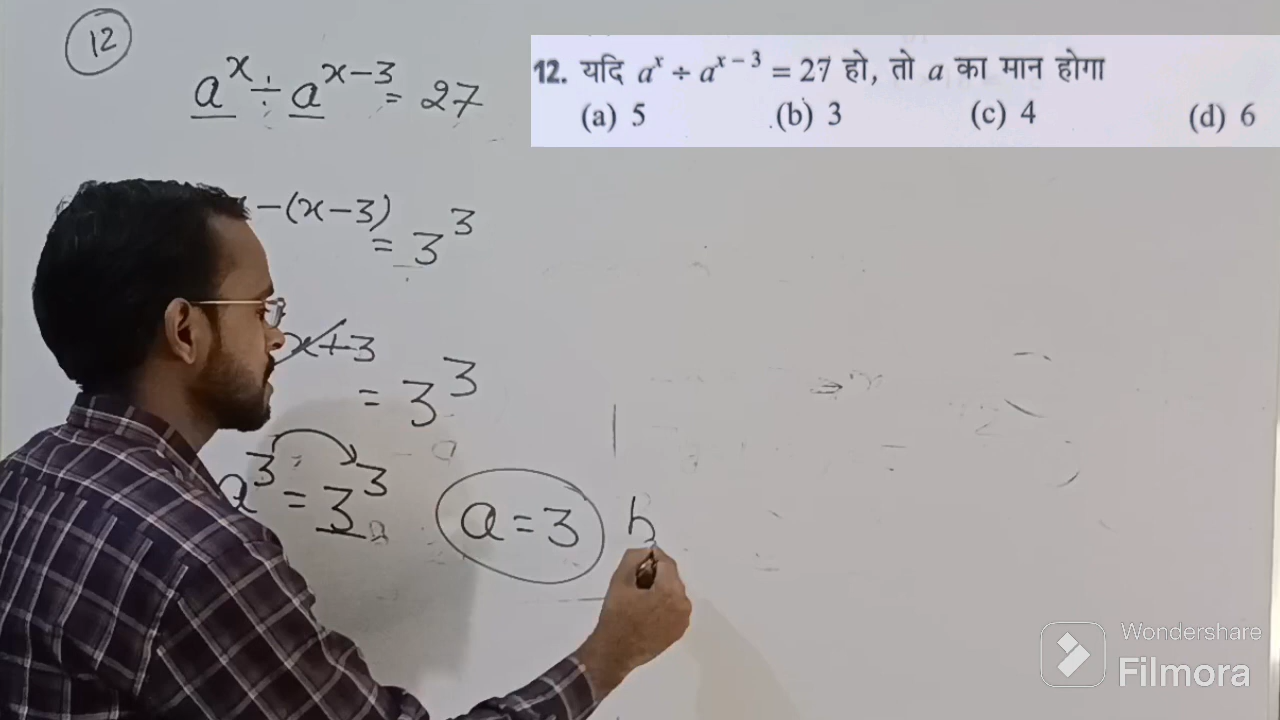 12
a^x ÷ a^{x-3} = 27
12. यदि a^x ÷ a^{x-3} = 27 हो, तो a का मान होगा
(a) 5 (b) 3 (c) 4 (d) 6
-(x-3) = 3^3
x+3 = 3^3
a^3 = 3^3
a = 3 b
Wondershare
Filmora